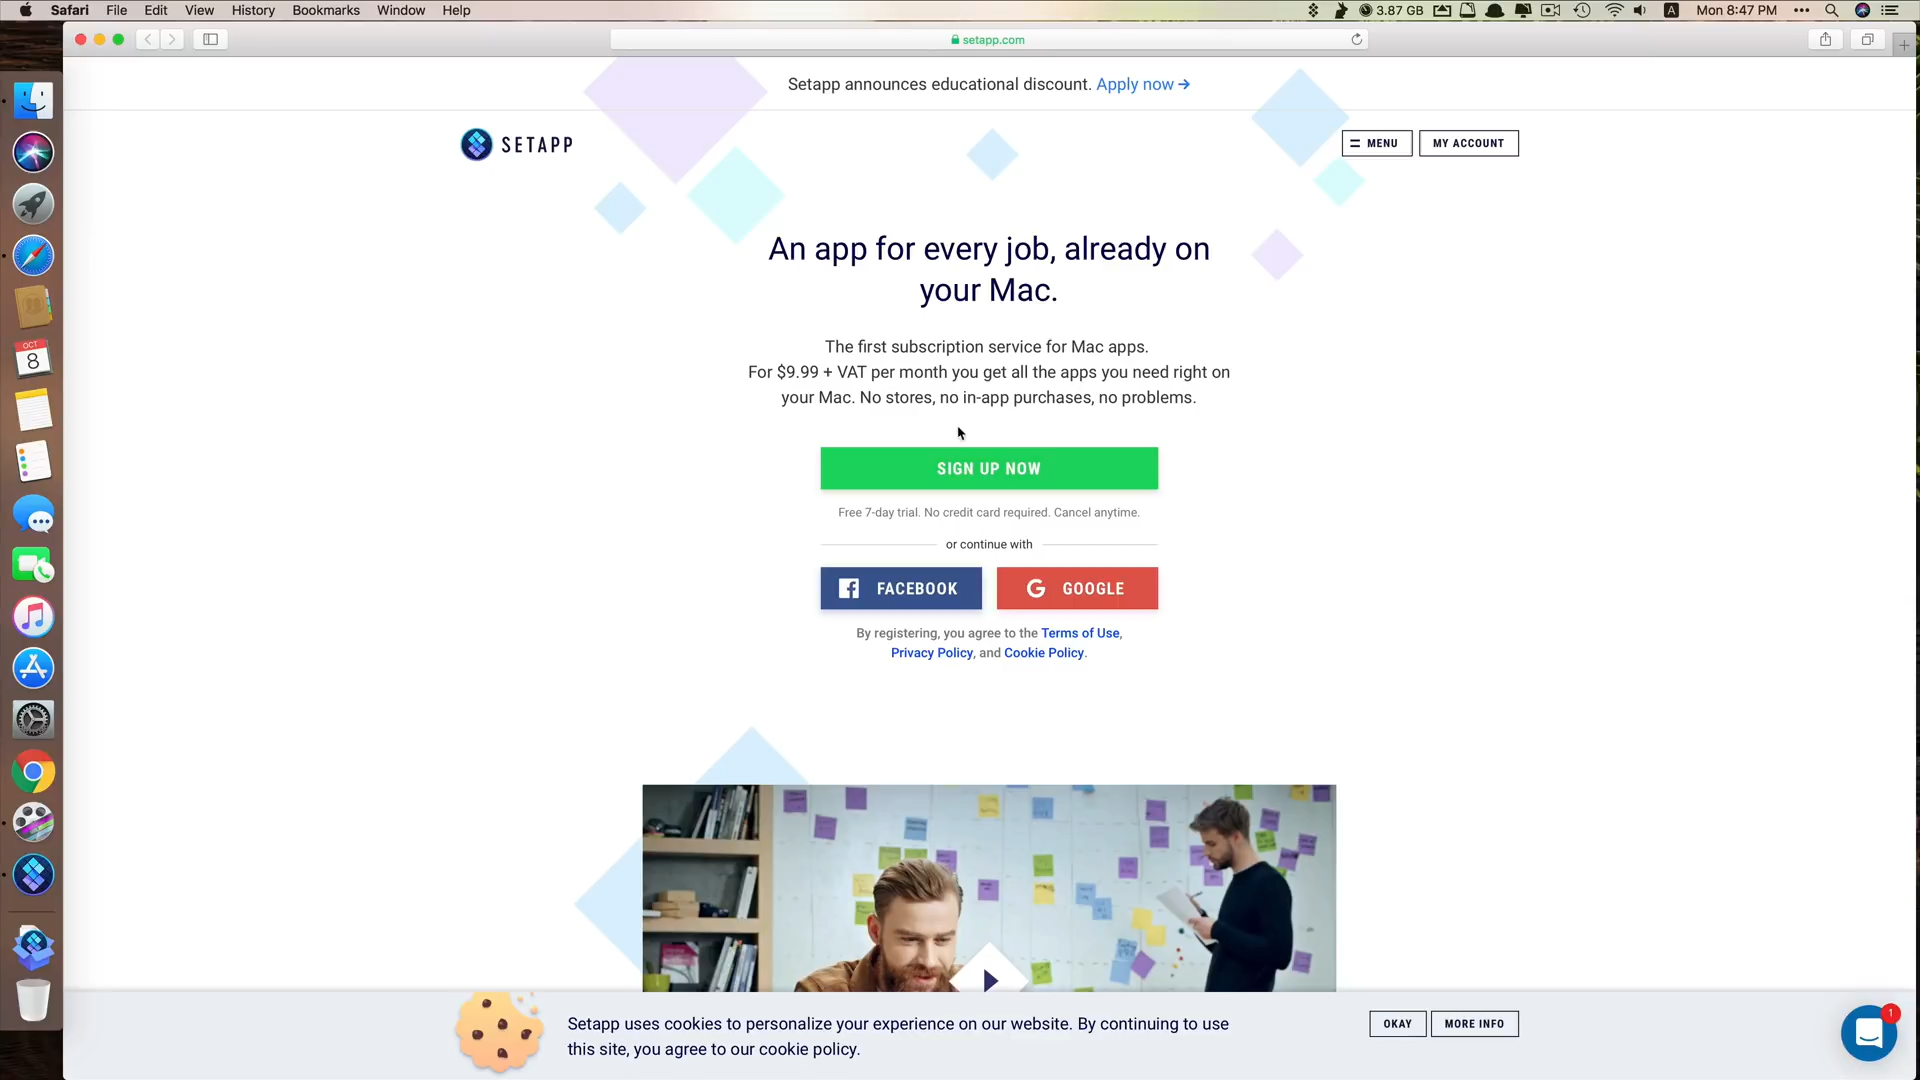 Safari File Edit View History Bookmarks Window Help
3.87 GB
A
Mon 8:47 PM
setapp.com
Setapp announces educational discount. Apply now →
SETAPP
MENU
MY ACCOUNT
OCT
8
An app for every job, already on
your Mac.
The first subscription service for Mac apps.
For $9.99 + VAT per month you get all the apps you need right on
your Mac. No stores, no in-app purchases, no problems.
SIGN UP NOW
Free 7-day trial. No credit card required. Cancel anytime.
or continue with
FACEBOOK
GOOGLE
By registering, you agree to the Terms of Use,
Privacy Policy, and Cookie Policy.
Setapp uses cookies to personalize your experience on our website. By continuing to use
this site, you agree to our cookie policy.
OKAY
MORE INFO
1